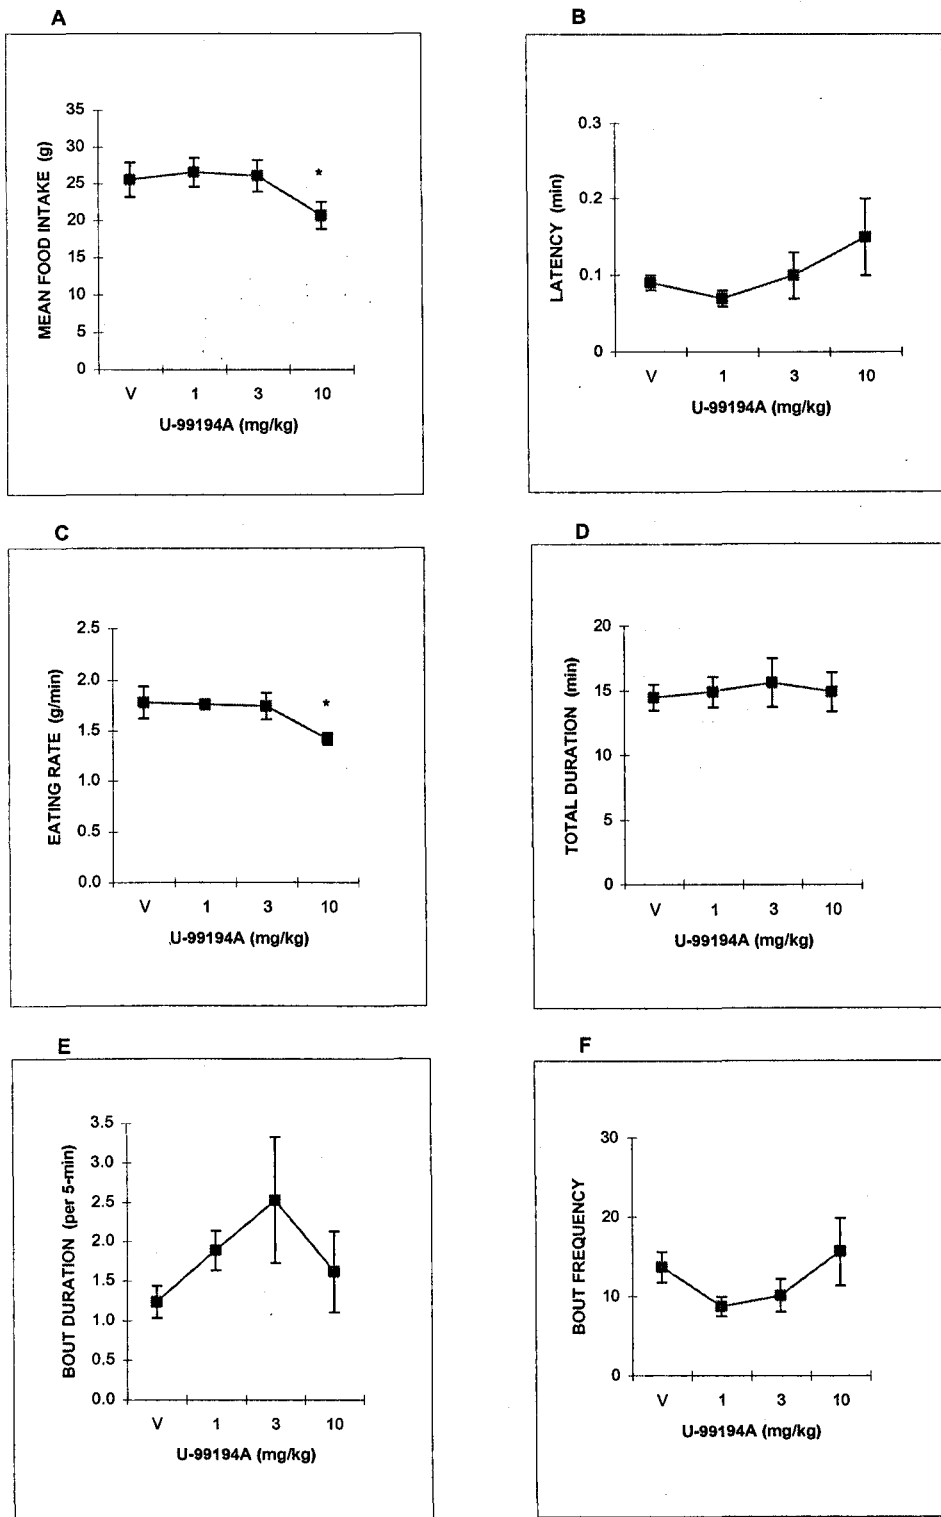 A
MEAN FOOD INTAKE (g)
35
30
25
20
15
10
5
0
*
V 1 3 10
U-99194A (mg/kg)
B
LATENCY (min)
0.3
0.2
0.1
0
V 1 3 10
U-99194A (mg/kg)
C
EATING RATE (g/min)
2.5
2.0
1.5
1.0
0.5
0.0
*
V 1 3 10
U-99194A (mg/kg)
D
TOTAL DURATION (min)
20
15
10
5
0
V 1 3 10
U-99194A (mg/kg)
E
BOUT DURATION (per 5-min)
3.5
3.0
2.5
2.0
1.5
1.0
0.5
0.0
V 1 3 10
U-99194A (mg/kg)
F
BOUT FREQUENCY
30
20
10
0
V 1 3 10
U-99194A (mg/kg)